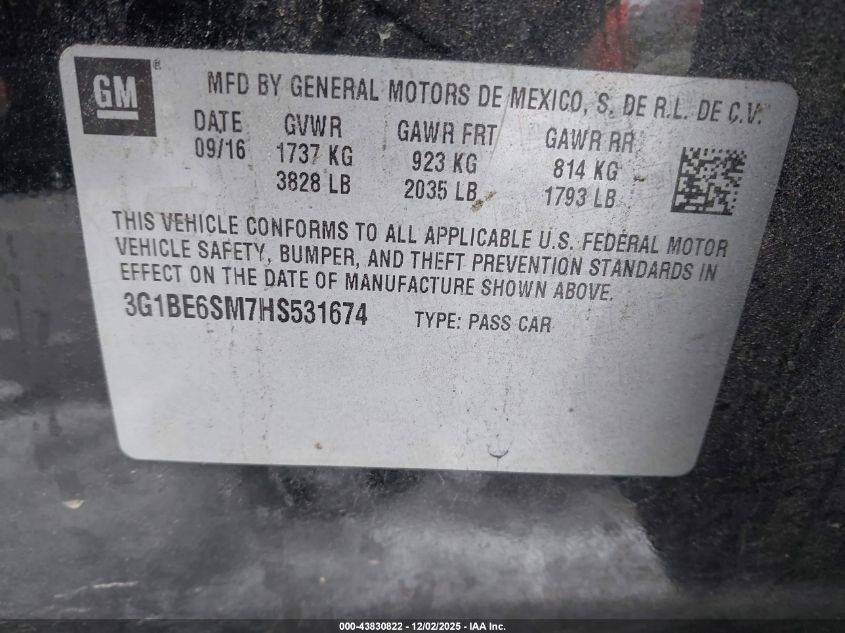 GM ®
MFD BY GENERAL MOTORS DE MEXICO, S. DE R.L. DE C.V.
DATE GVWR GAWR FRT GAWR RR
09/16 1737 KG 923 KG 814 KG
3828 LB 2035 LB 1793 LB
THIS VEHICLE CONFORMS TO ALL APPLICABLE U.S. FEDERAL MOTOR
VEHICLE SAFETY, BUMPER, AND THEFT PREVENTION STANDARDS IN
EFFECT ON THE DATE OF MANUFACTURE SHOWN ABOVE.
3G1BE6SM7HS531674 TYPE: PASS CAR
000-43830822 - 12/02/2025 - IAA Inc.